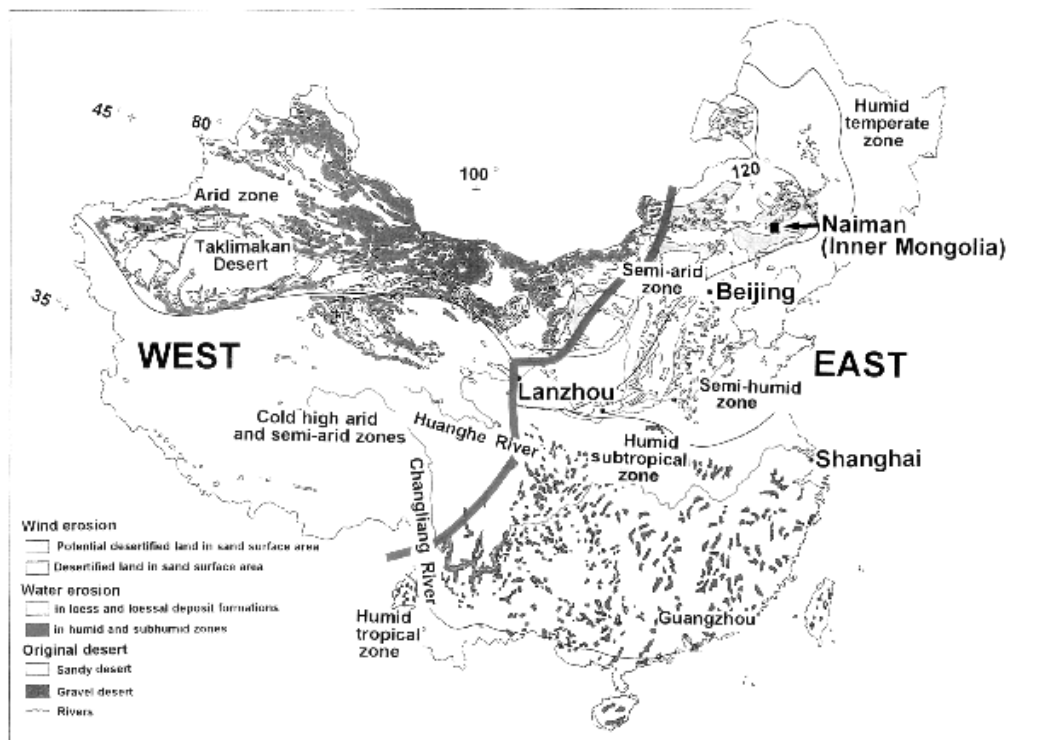 45
80
100°
120
35
Humid
temperate
zone
Arid zone
Taklimakan
Desert
Naiman
(Inner Mongolia)
Semi-arid
zone
Beijing
WEST
EAST
Lanzhou
Semi-humid
zone
Cold high arid
and semi-arid zones
Huanghe River
Humid
subtropical
zone
Shanghai
Changliang River
Humid
tropical
zone
Guangzhou
Wind erosion
Potential desertified land in sand surface area
Desertified land in sand surface area
Water erosion
in loess and loessal deposit formations
in humid and subhumid zones
Original desert
Sandy desert
Gravel desert
Rivers